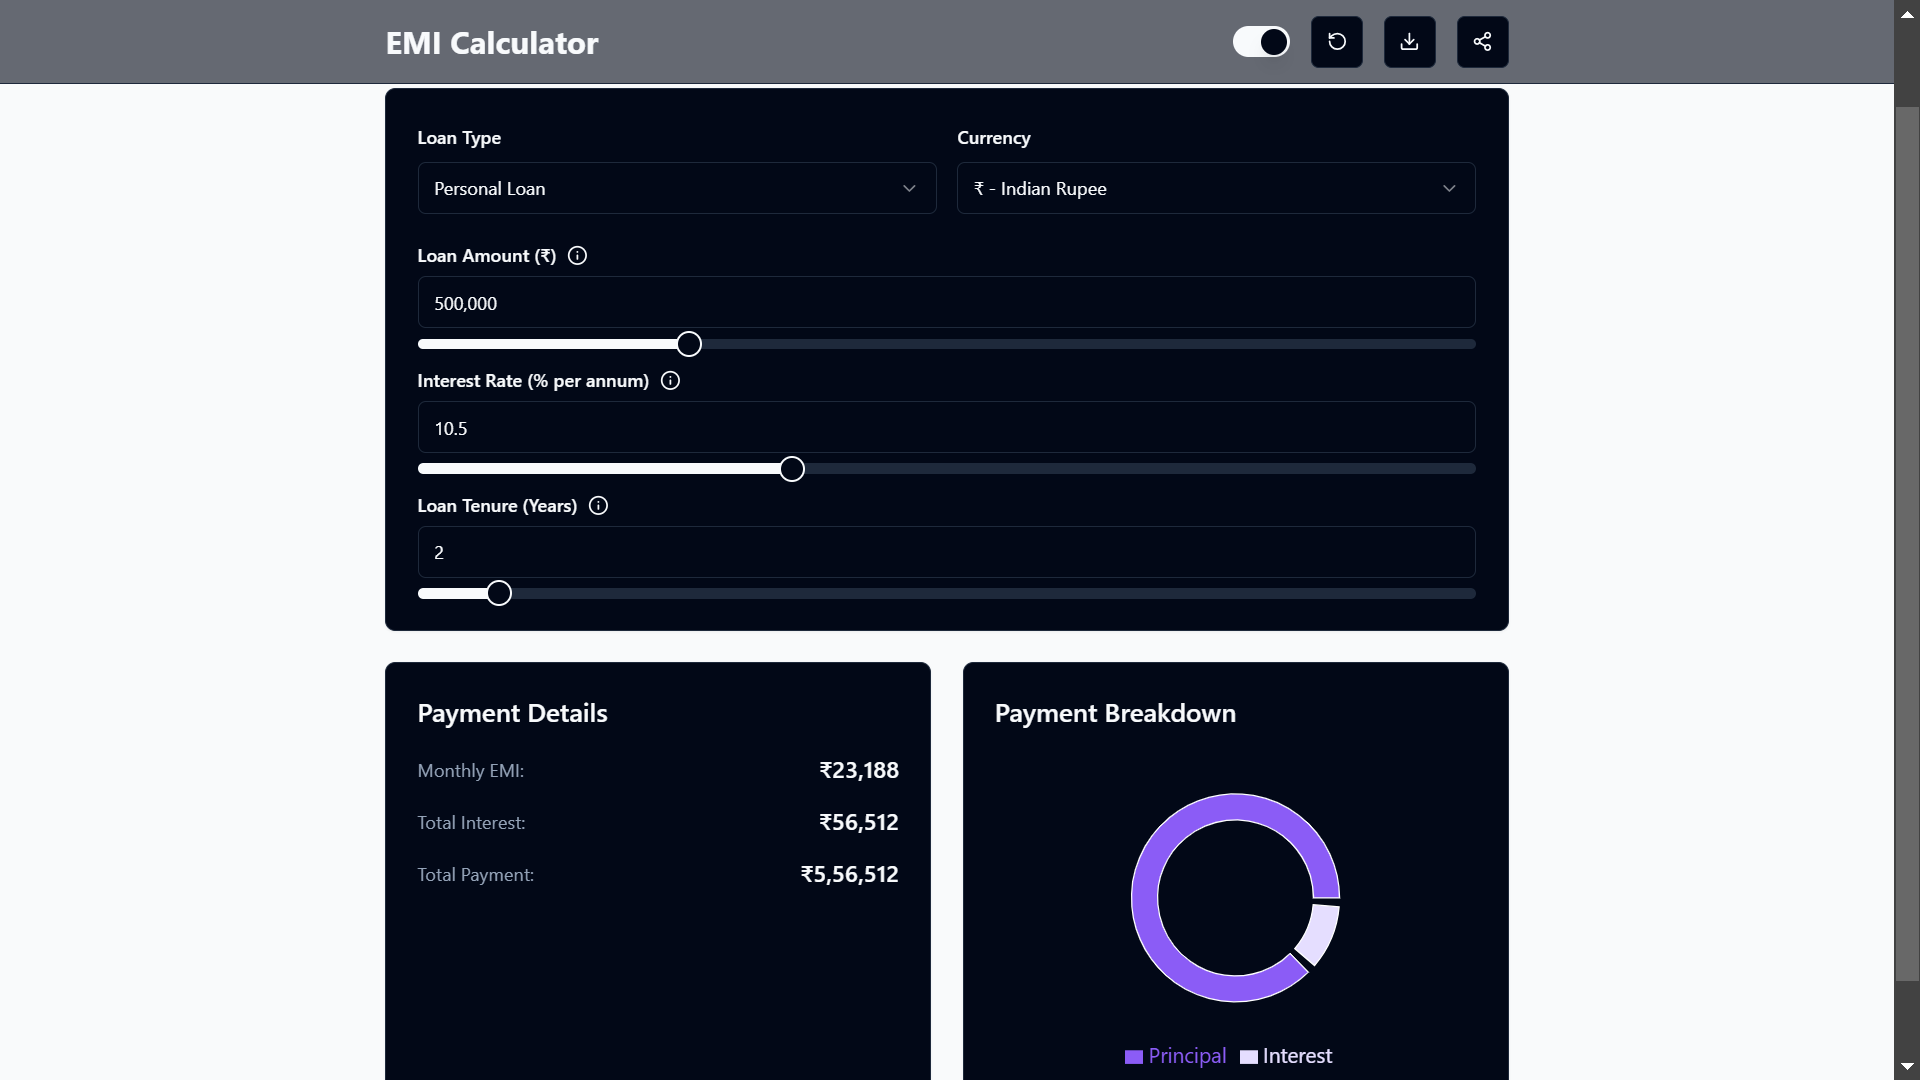 EMI Calculator
Loan Type
Currency
Personal Loan
₹ - Indian Rupee
Loan Amount (₹)
500,000
Interest Rate (% per annum)
10.5
Loan Tenure (Years)
2
Payment Details
Monthly EMI: ₹23,188
Total Interest: ₹56,512
Total Payment: ₹5,56,512
Payment Breakdown
Principal Interest